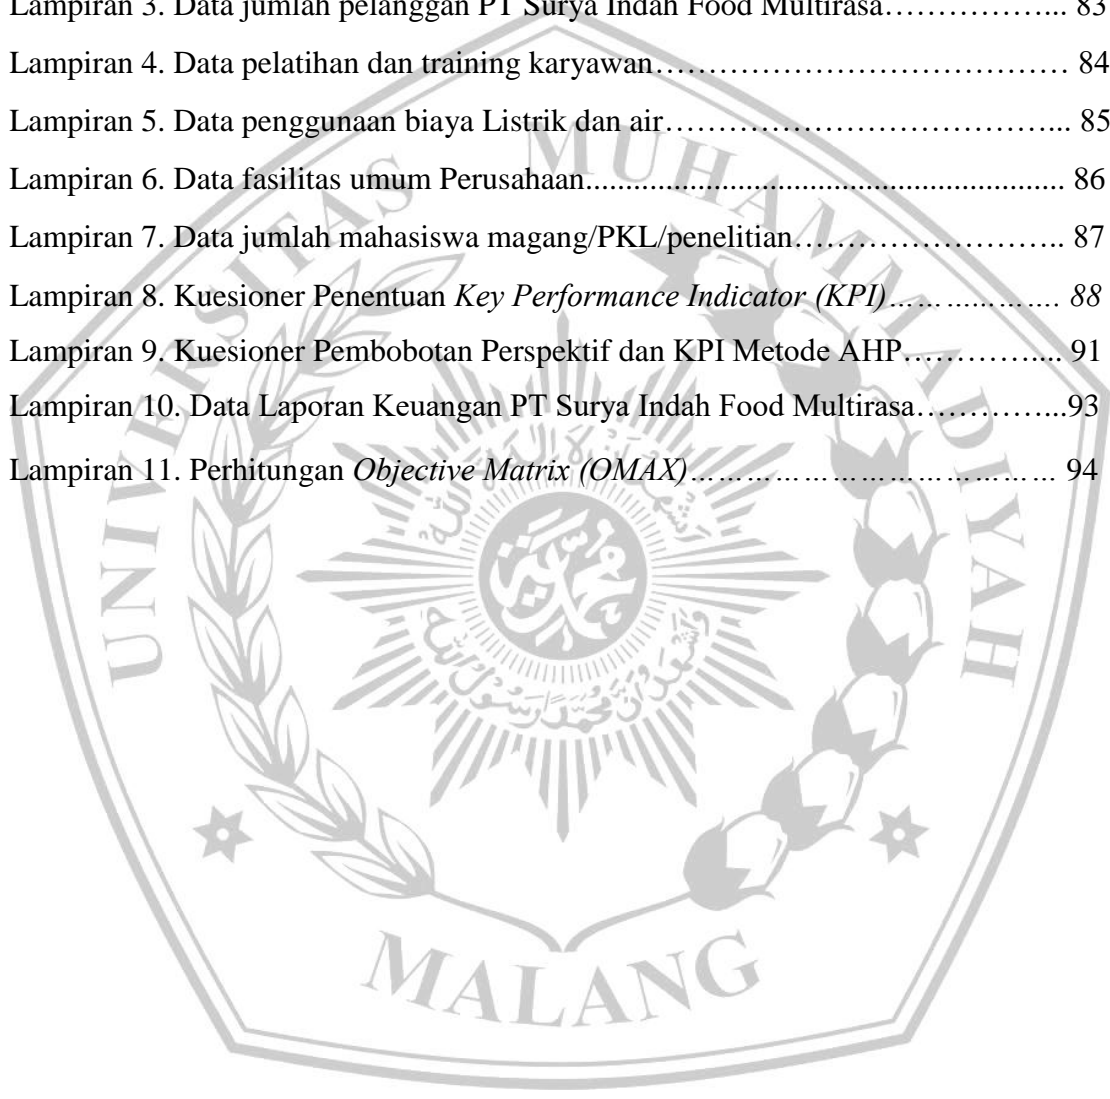 Lampiran 3. Data jumlah pelanggan PT Surya Indah Food Multirasa……………... 83
Lampiran 4. Data pelatihan dan training karyawan………………………………… 84
Lampiran 5. Data penggunaan biaya Listrik dan air………………………………... 85
Lampiran 6. Data fasilitas umum Perusahaan............................................................ 86
Lampiran 7. Data jumlah mahasiswa magang/PKL/penelitian…………………….. 87
Lampiran 8. Kuesioner Penentuan Key Performance Indicator (KPI)………………. 88
Lampiran 9. Kuesioner Pembobotan Perspektif dan KPI Metode AHP………….... 91
Lampiran 10. Data Laporan Keuangan PT Surya Indah Food Multirasa…………...93
Lampiran 11. Perhitungan Objective Matrix (OMAX)………………………………… 94
UNIVERSITAS MUHAMMADIYAH
MALANG